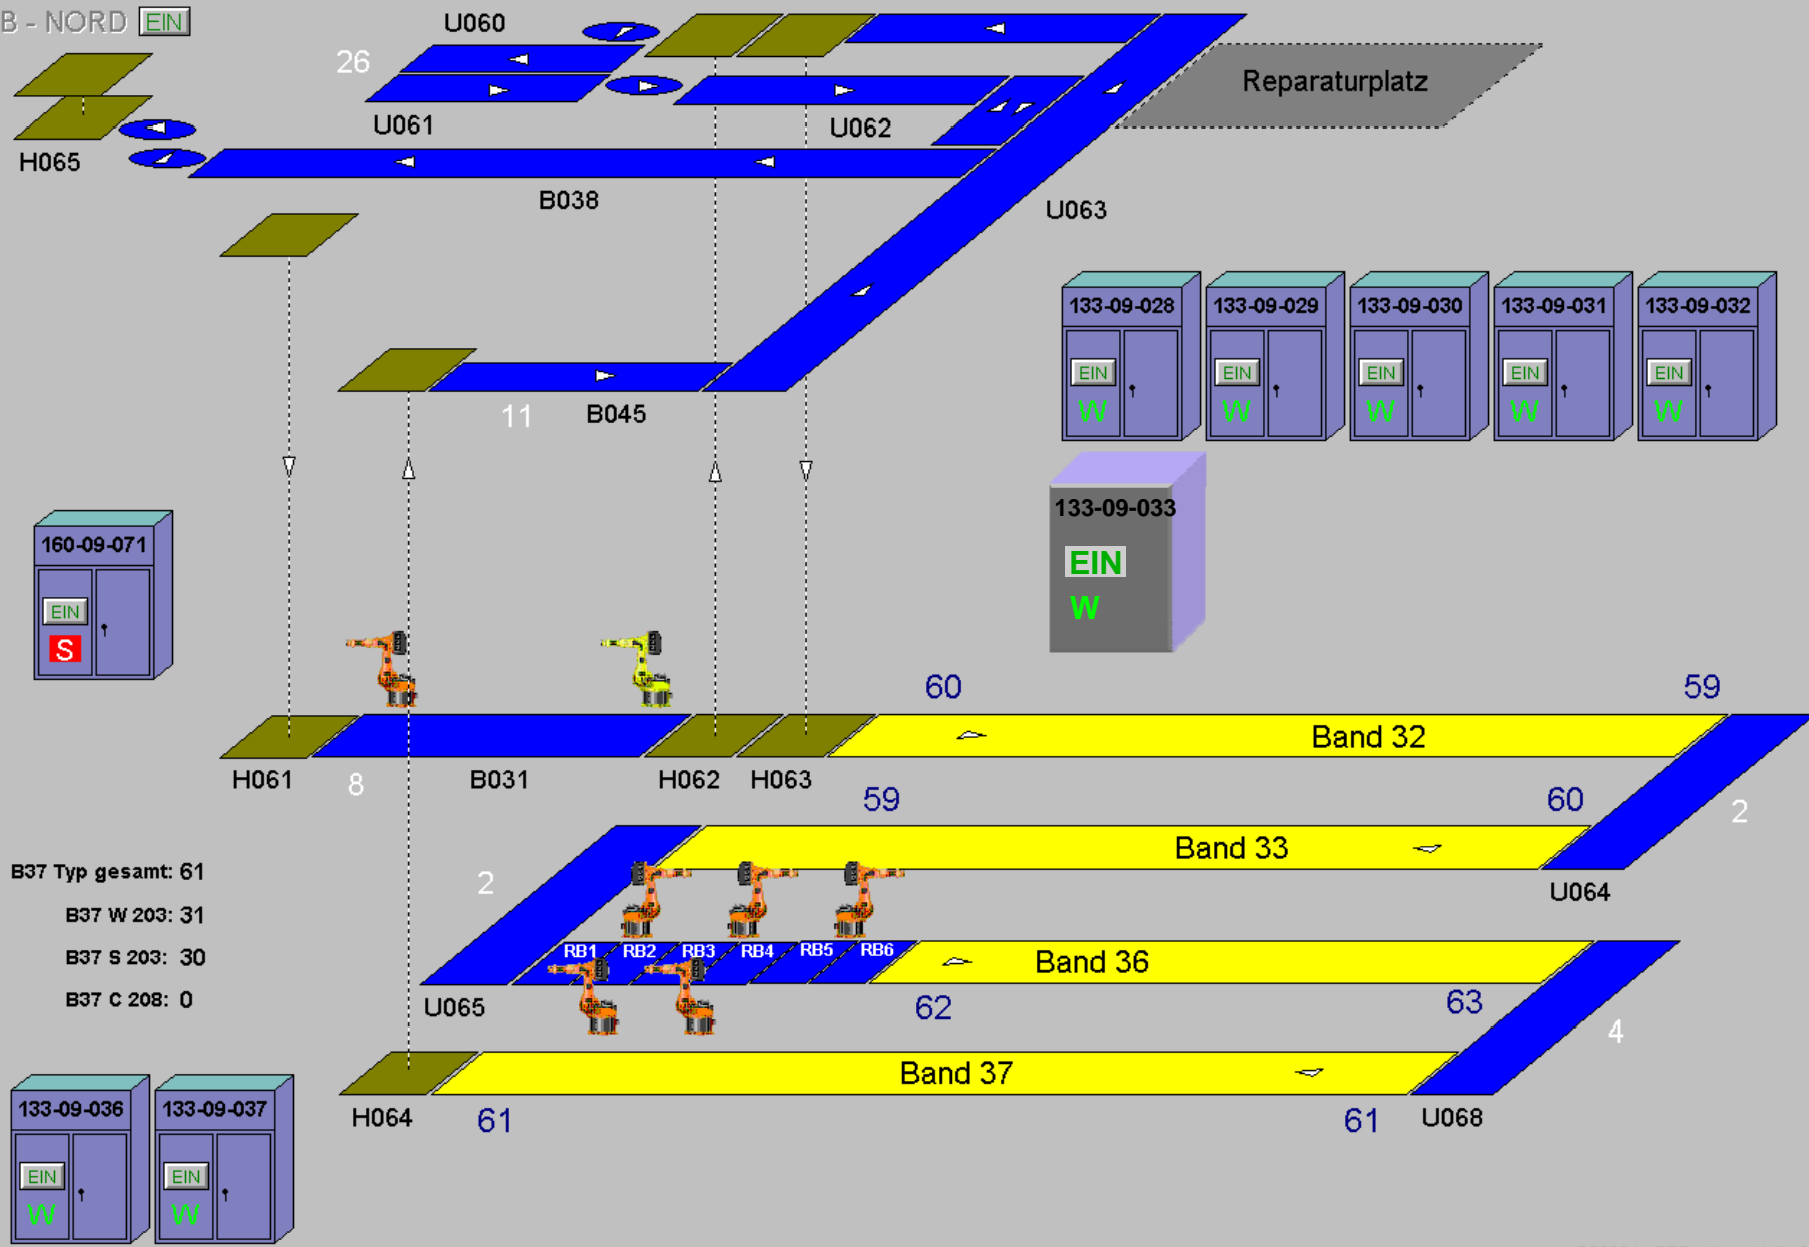 B - NORD EIN
U060
26
Reparaturplatz
U061
U062
H065
B038
U063
133-09-028
133-09-029
133-09-030
133-09-031
133-09-032
EIN
EIN
EIN
EIN
EIN
W
W
W
W
W
11
B045
133-09-033
EIN
W
160-09-071
EIN
S
60
59
Band 32
H061
8
B031
H062
H063
59
60
2
Band 33
B37 Typ gesamt: 61
2
U064
B37 W 203: 31
B37 S 203: 30
RB1
RB2
RB3
RB4
RB5
RB6
Band 36
B37 C 208: 0
U065
62
63
4
Band 37
H064
61
61
U068
133-09-036
133-09-037
EIN
EIN
W
W